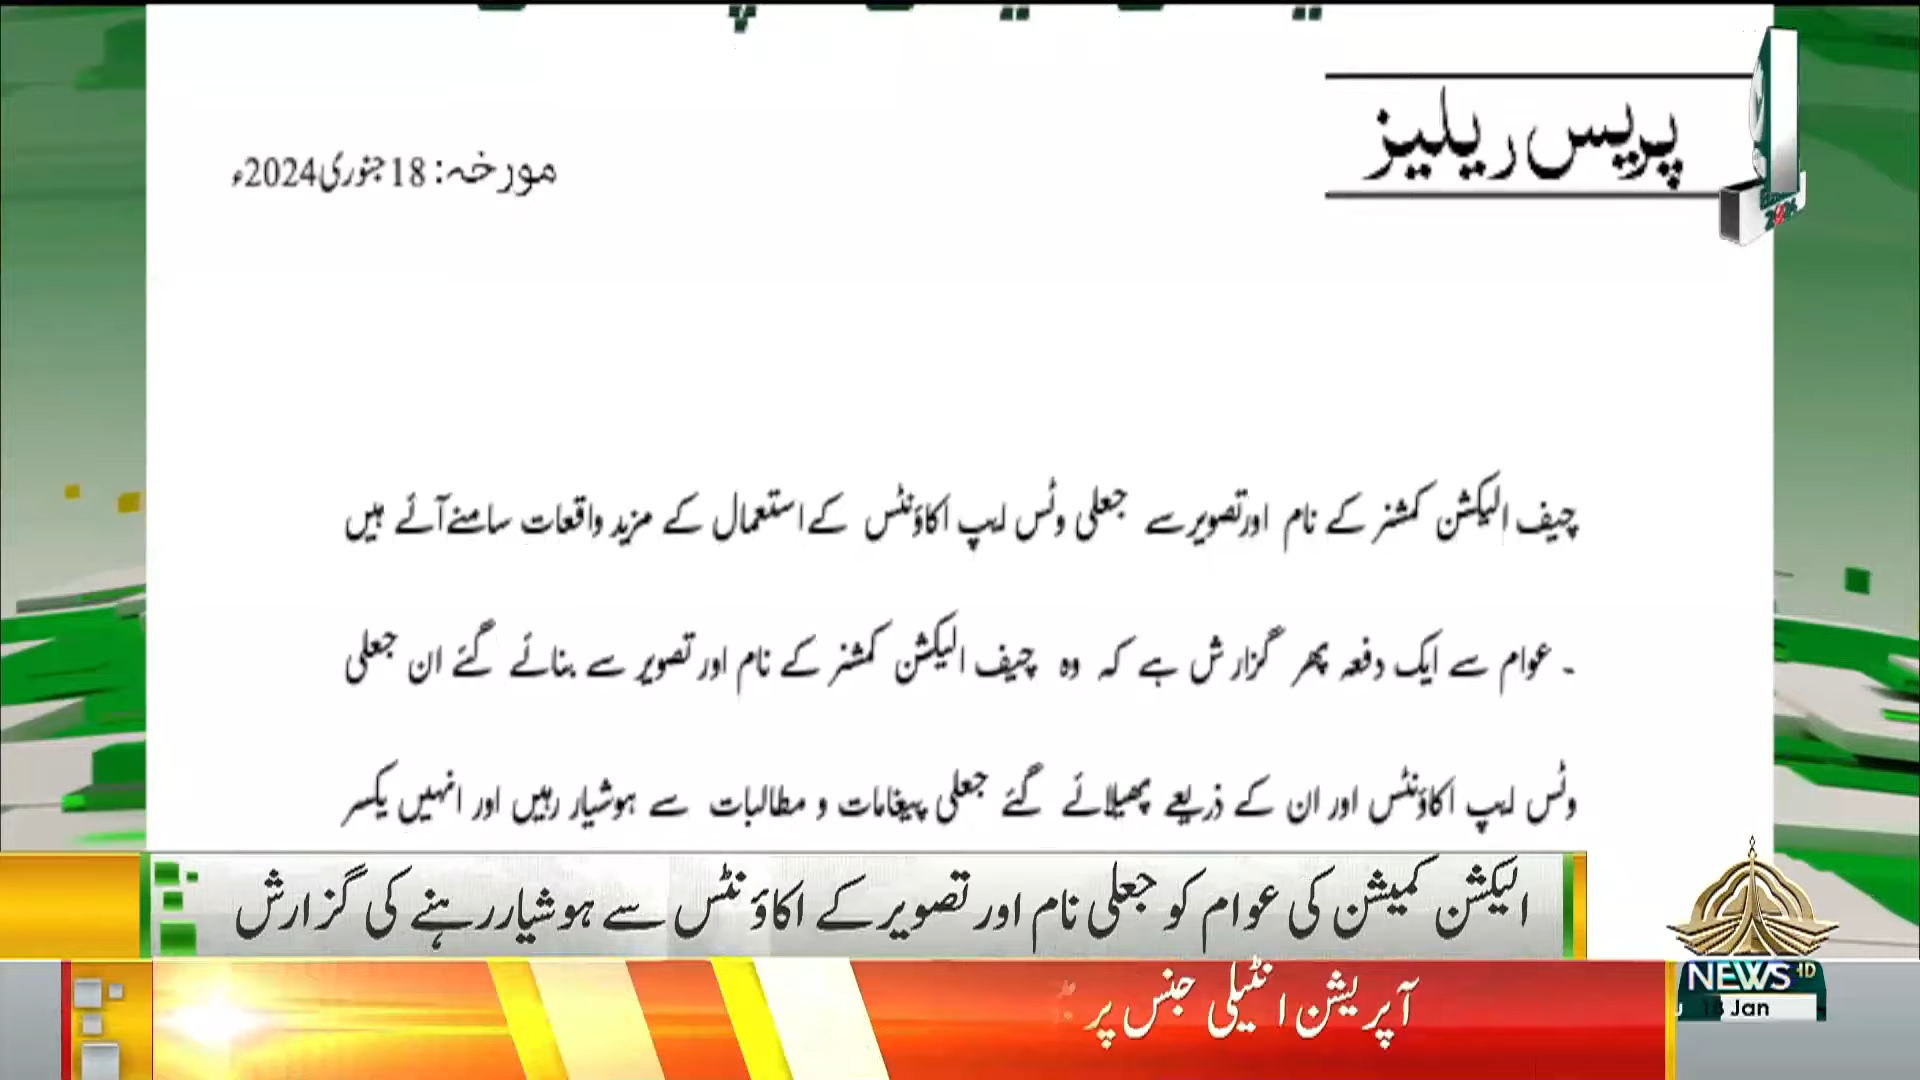 پریس ریلیز
مورخہ: 18 جنوری 2024ء
چیف الیکشن کمشنر کے نام اور تصویر سے جعلی وٹس ایپ اکاؤنٹس کے استعمال کے مزید واقعات سامنے آئے ہیں
۔ عوام سے ایک دفعہ پھر گزارش ہے کہ وہ چیف الیکشن کمشنر کے نام اور تصویر سے بنائے گئے ان جعلی
وٹس ایپ اکاؤنٹس اور ان کے ذریعے پھیلائے گئے جعلی پیغامات و مطالبات سے ہوشیار رہیں اور انہیں یکسر
الیکشن کمیشن کی عوام کو جعلی نام اور تصویر کے اکاؤنٹس سے ہوشیار رہنے کی گزارش
آپریشن انٹیلی جنس پر
NEWS HD
18 Jan